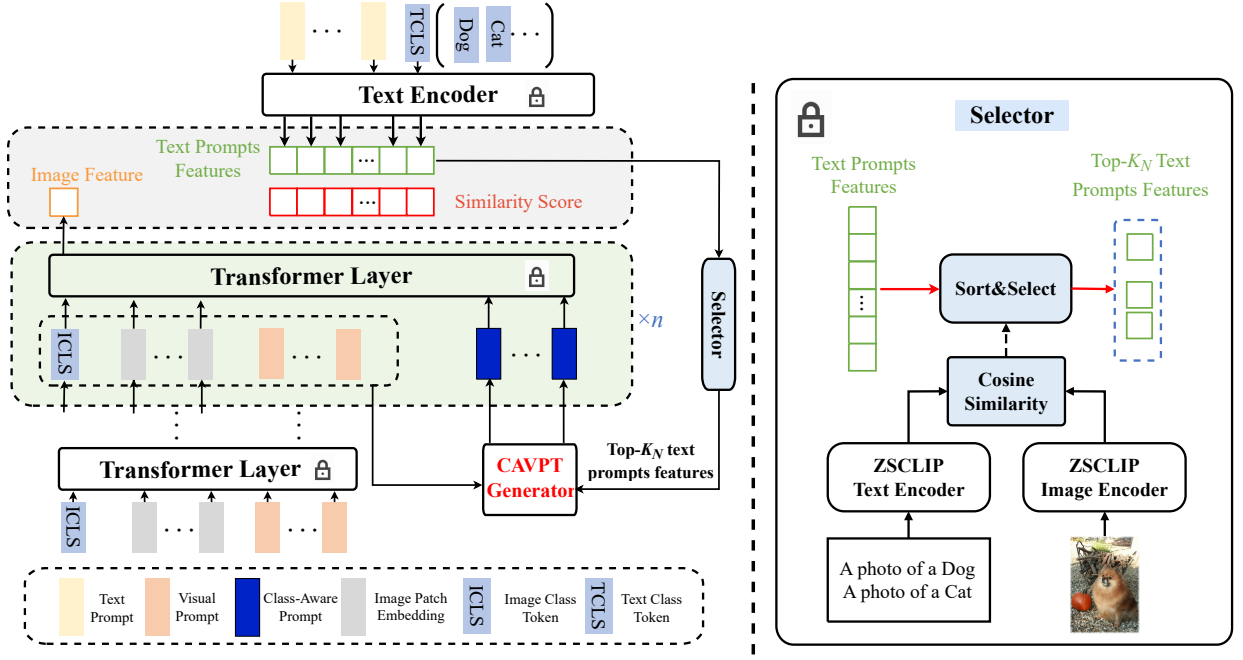 TCLS
Dog
Cat
Text Encoder
Text Prompts
Features
Image Feature
Similarity Score
Transformer Layer
ICLS
×n
Selector
Transformer Layer
ICLS
CAVPT
Generator
Top-K_N text
prompts features
Text
Prompt
Visual
Prompt
Class-Aware
Prompt
Image Patch
Embedding
ICLS
Image Class
Token
TCLS
Text Class
Token
Selector
Text Prompts
Features
Top-K_N Text
Prompts Features
Sort&Select
Cosine
Similarity
ZSCLIP
Text Encoder
ZSCLIP
Image Encoder
A photo of a Dog
A photo of a Cat